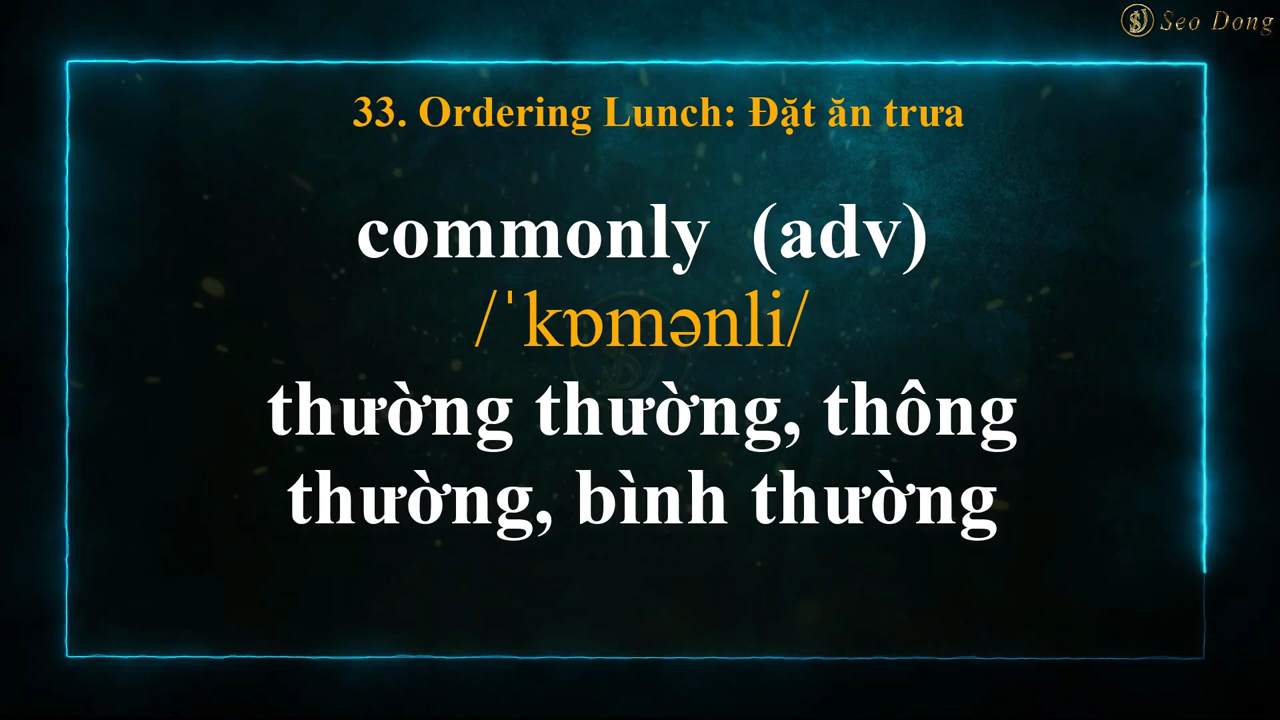 Seo Dong
33. Ordering Lunch: Đặt ăn trưa
commonly (adv)
/ˈkɒmənli/
thường thường, thông
thường, bình thường